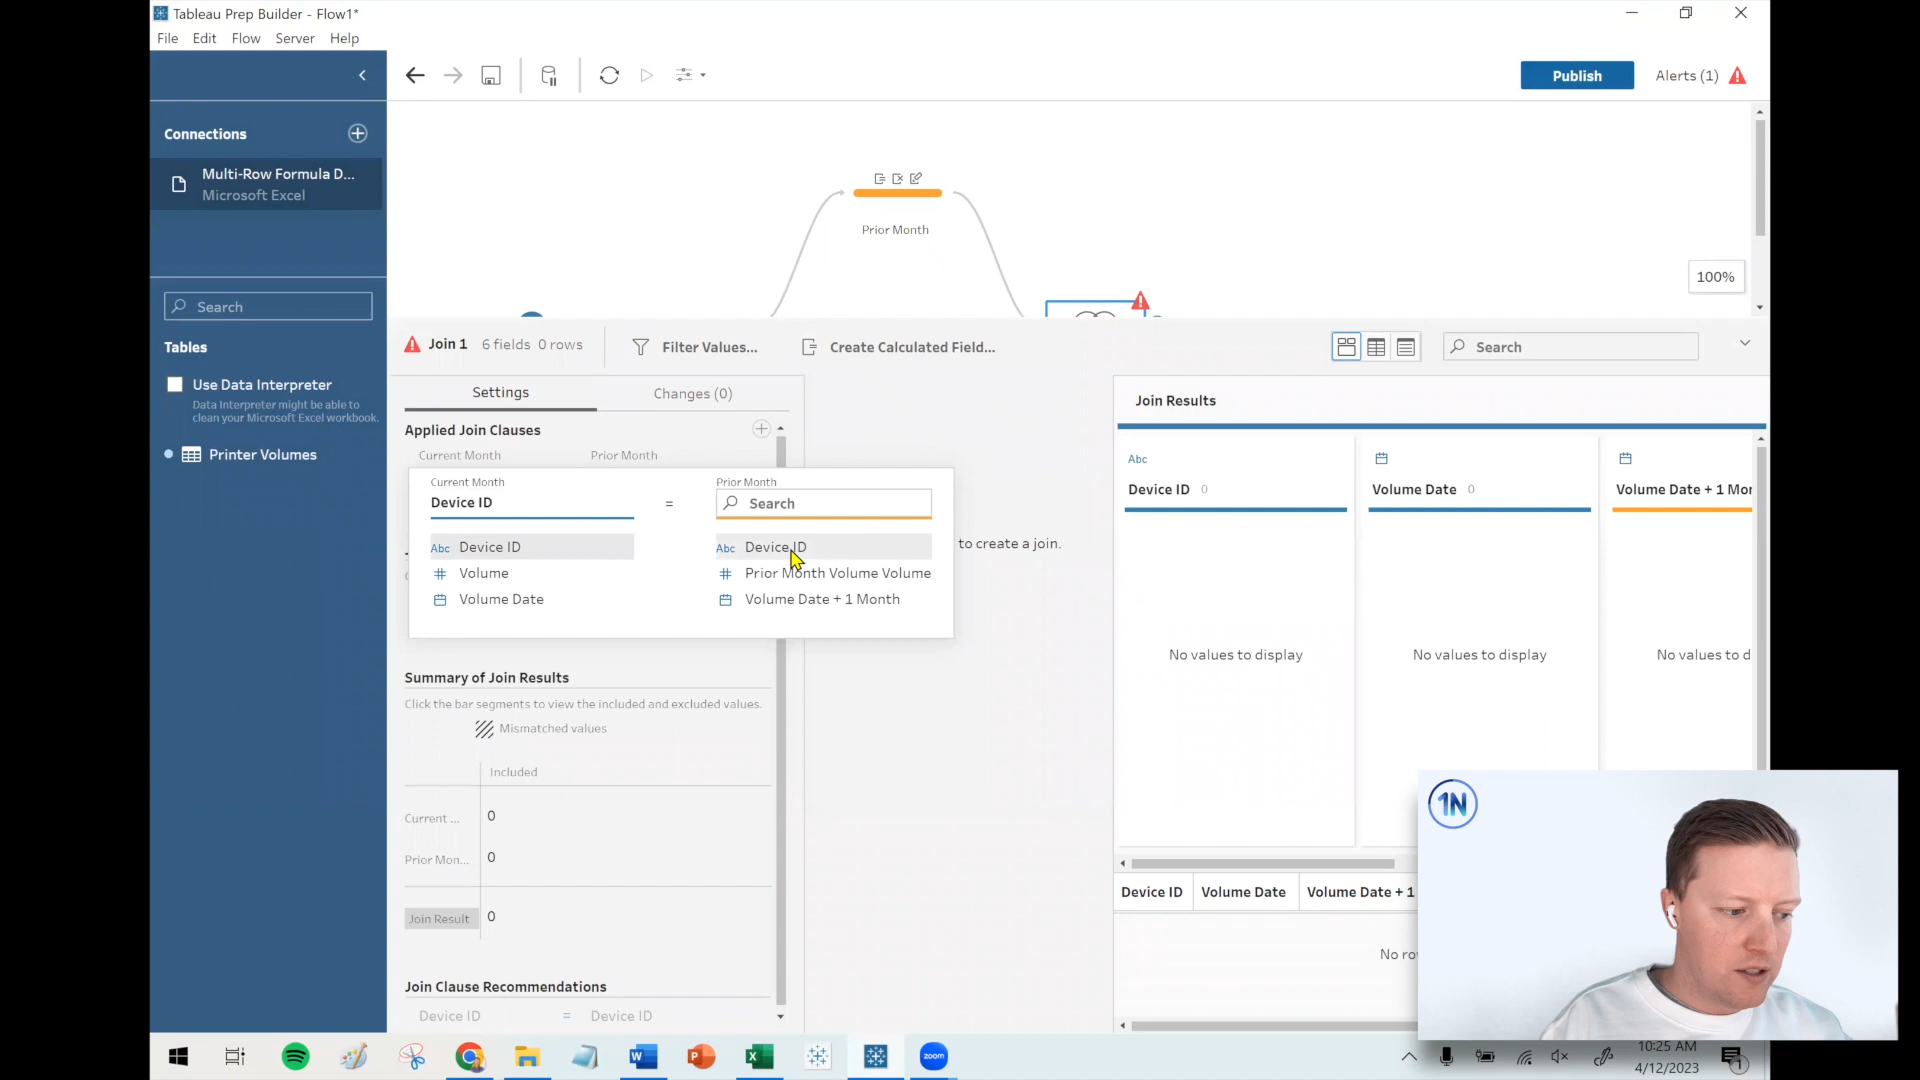 Tableau Prep Builder - Flow1*
File Edit Flow Server Help
Publish
Alerts (1)
Connections
Multi-Row Formula D...
Microsoft Excel
Prior Month
100%
Search
Tables
Use Data Interpreter
Data Interpreter might be able to
clean your Microsoft Excel workbook.
Printer Volumes
Join 1 6 fields 0 rows
Filter Values...
Create Calculated Field...
Search
Settings
Changes (0)
Applied Join Clauses
Current Month Prior Month
Current Month
Device ID
=
Prior Month
Search
Abc Device ID
Volume
Volume Date
Abc Device ID
Prior Month Volume Volume
Volume Date + 1 Month
to create a join.
Summary of Join Results
Click the bar segments to view the included and excluded values.
Mismatched values
Included
Current ... 0
Prior Mon... 0
Join Result 0
Join Clause Recommendations
Device ID = Device ID
Join Results
Abc
Device ID 0
Volume Date 0
Volume Date + 1 Mor
No values to display
No values to display
No values to d
Device ID Volume Date Volume Date + 1
No ro
1N
zoom
10:25 AM
4/12/2023
1